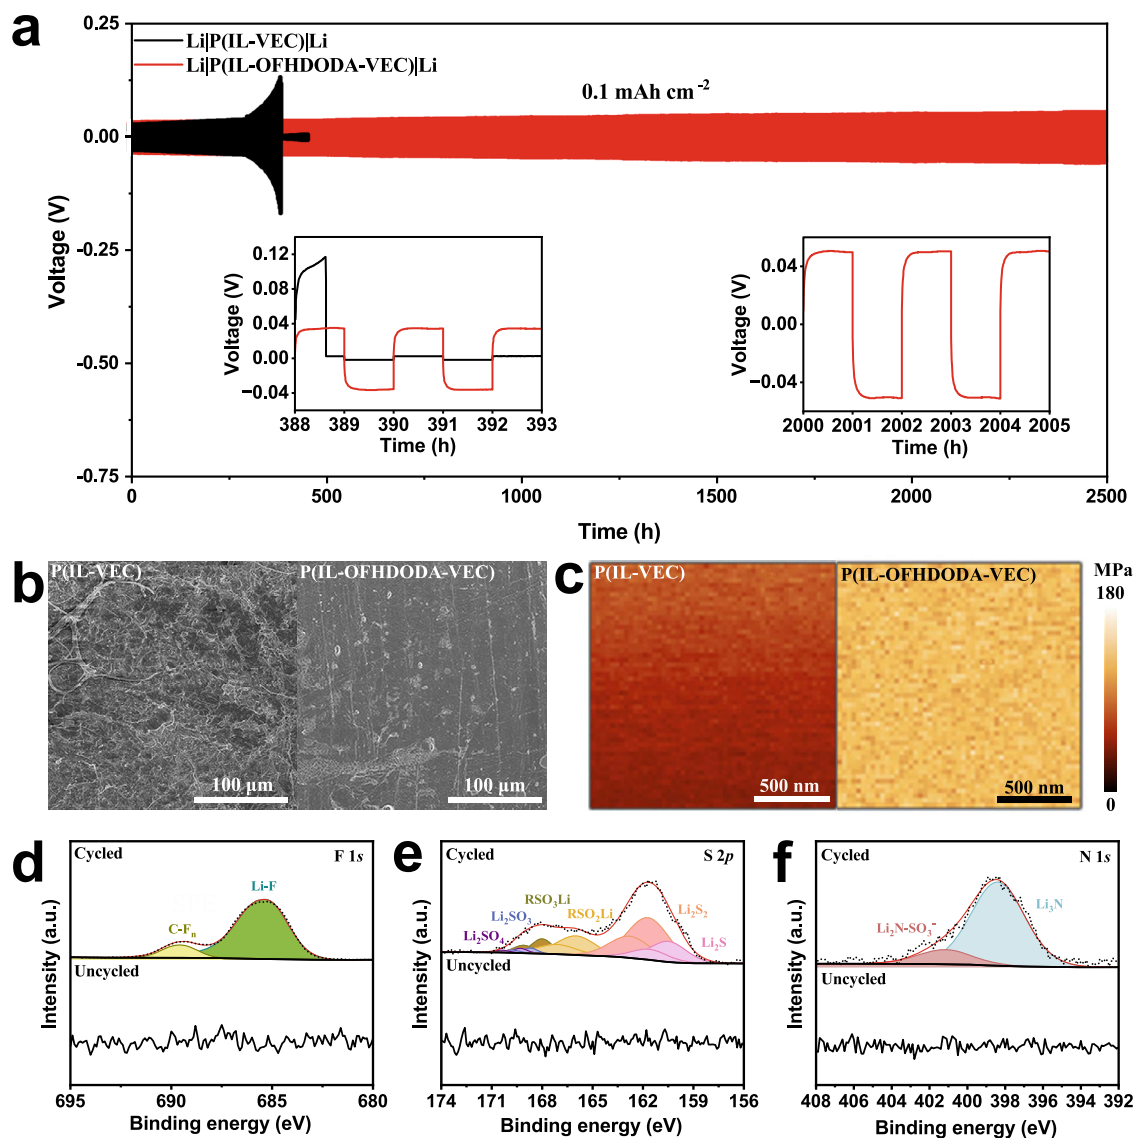 a
0.25
0.00
-0.25
-0.50
-0.75
Voltage (V)
Li|P(IL-VEC)|Li
Li|P(IL-OFHDODA-VEC)|Li
0.1 mAh cm⁻²
0.12
0.08
0.04
0.00
−0.04
Voltage (V)
388 389 390 391 392 393
Time (h)
0.04
0.00
−0.04
Voltage (V)
2000 2001 2002 2003 2004 2005
Time (h)
0 500 1000 1500 2000 2500
Time (h)
b
P(IL-VEC)
100 µm
P(IL-OFHDODA-VEC)
100 µm
c
P(IL-VEC)
500 nm
P(IL-OFHDODA-VEC)
500 nm
MPa
180
0
d
Cycled
F 1s
Li-F
C-Fₙ
Uncycled
Intensity (a.u.)
695 690 685 680
Binding energy (eV)
e
Cycled
S 2p
RSO₃Li
Li₂SO₃
RSO₂Li
Li₂S₂
Li₂SO₄
Li₂S
Uncycled
Intensity (a.u.)
174 171 168 165 162 159 156
Binding energy (eV)
f
Cycled
N 1s
Li₃N
Li₂N-SO₃⁻
Uncycled
Intensity (a.u.)
408 406 404 402 400 398 396 394 392
Binding energy (eV)